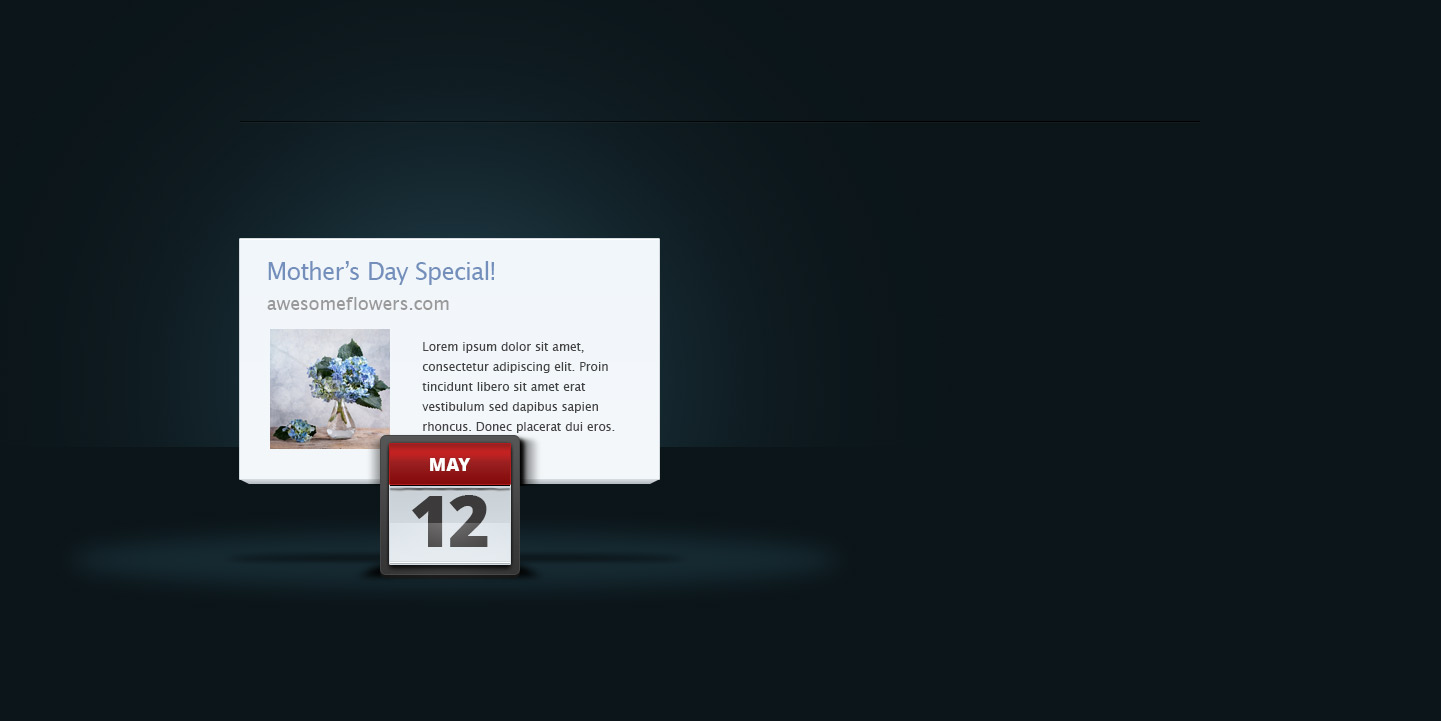 Mother’s Day Special!
awesomeflowers.com
Lorem ipsum dolor sit amet,
consectetur adipiscing elit. Proin
tincidunt libero sit amet erat
vestibulum sed dapibus sapien
rhoncus. Donec placerat dui eros.
MAY
12